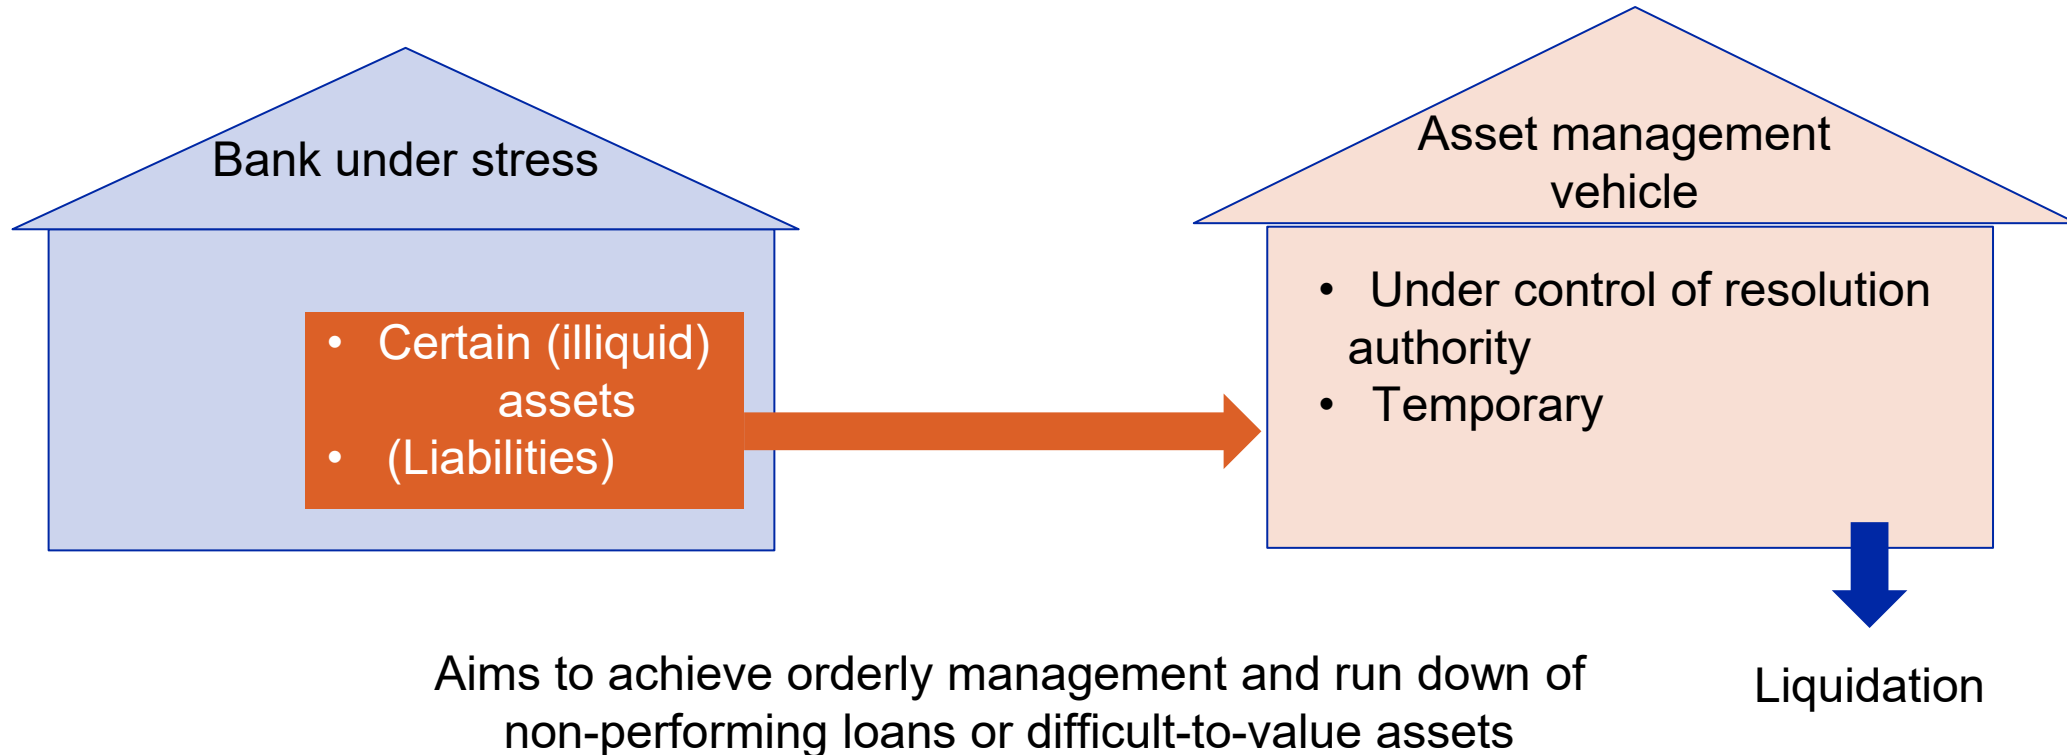 Bank under stress
• Certain (illiquid)
assets
• (Liabilities)
Asset management
vehicle
• Under control of resolution
authority
• Temporary
Aims to achieve orderly management and run down of
non-performing loans or difficult-to-value assets
Liquidation